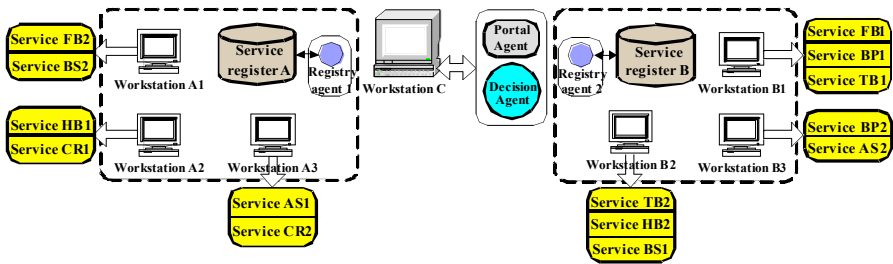 Service FB2
Service BS2
Workstation A1
Service HB1
Service CR1
Workstation A2
Service
register A
Registry
agent 1
Workstation A3
Service AS1
Service CR2
Workstation C
Portal
Agent
Decision
Agent
Registry
agent 2
Service
register B
Workstation B1
Service FB1
Service BP1
Service TB1
Workstation B2
Workstation B3
Service BP2
Service AS2
Service TB2
Service HB2
Service BS1